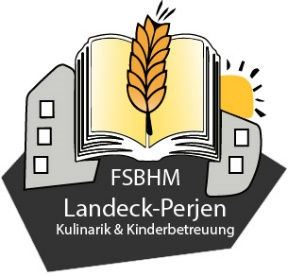 FSBHM
Landeck-Perjen
Kulinarik & Kinderbetreuung